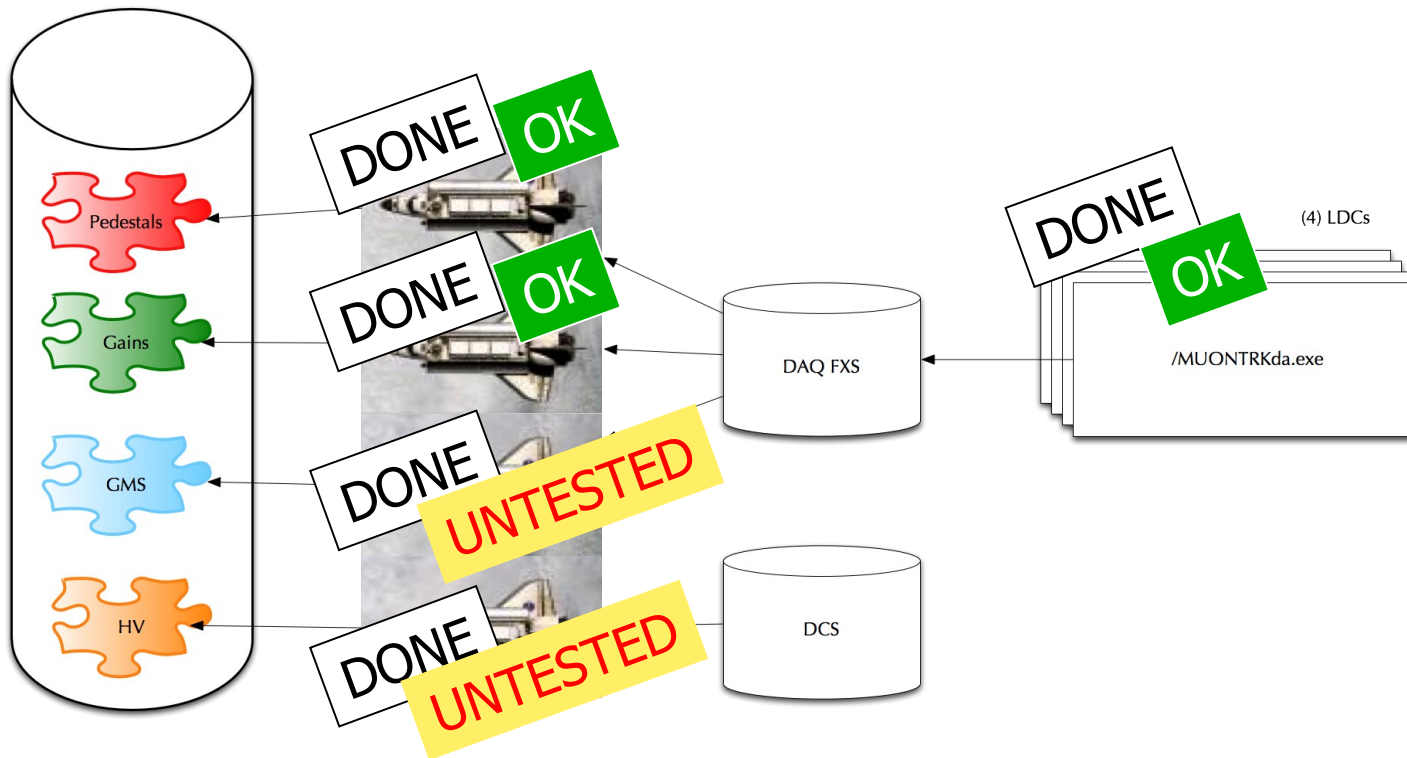 DONE
OK
Pedestals
DONE
OK
(4) LDCs
DONE
OK
Gains
DAQ FXS
/MUONTRKda.exe
GMS
DONE
UNTESTED
HV
DONE
UNTESTED
DCS